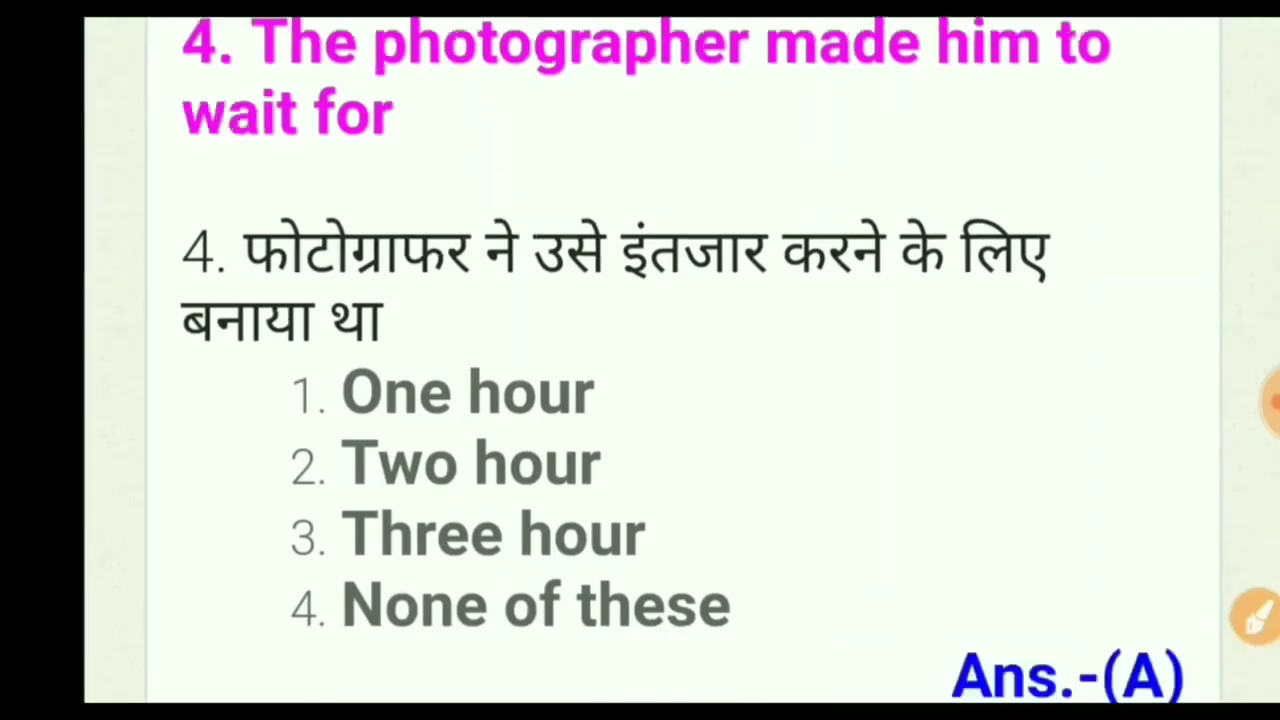 4. The photographer made him to
wait for
4. फोटोग्राफर ने उसे इंतजार करने के लिए
बनाया था
1. One hour
2. Two hour
3. Three hour
4. None of these
Ans.-(A)